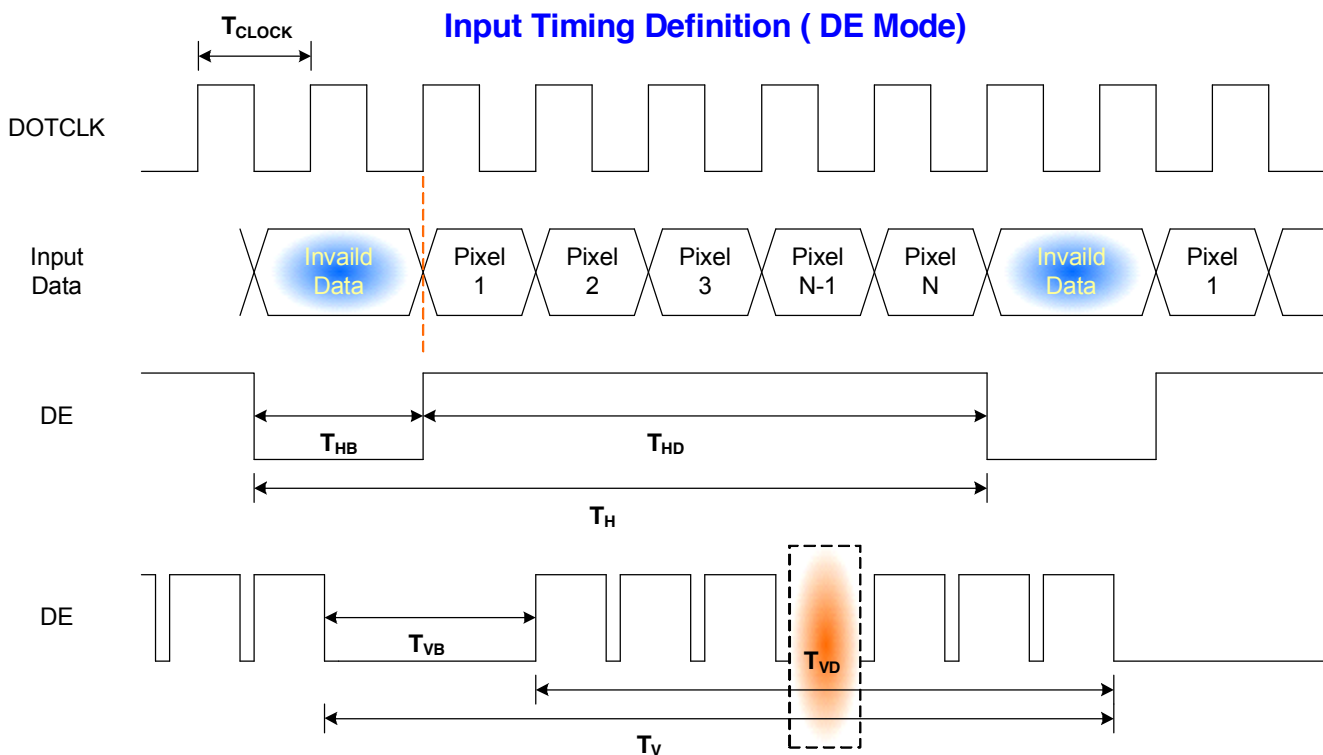 Input Timing Definition ( DE Mode)
TCLOCK
DOTCLK
Input
Data
Invaild
Data
Pixel
1
Pixel
2
Pixel
3
Pixel
N-1
Pixel
N
Invaild
Data
Pixel
1
DE
THB
THD
TH
DE
TVB
TVD
TV